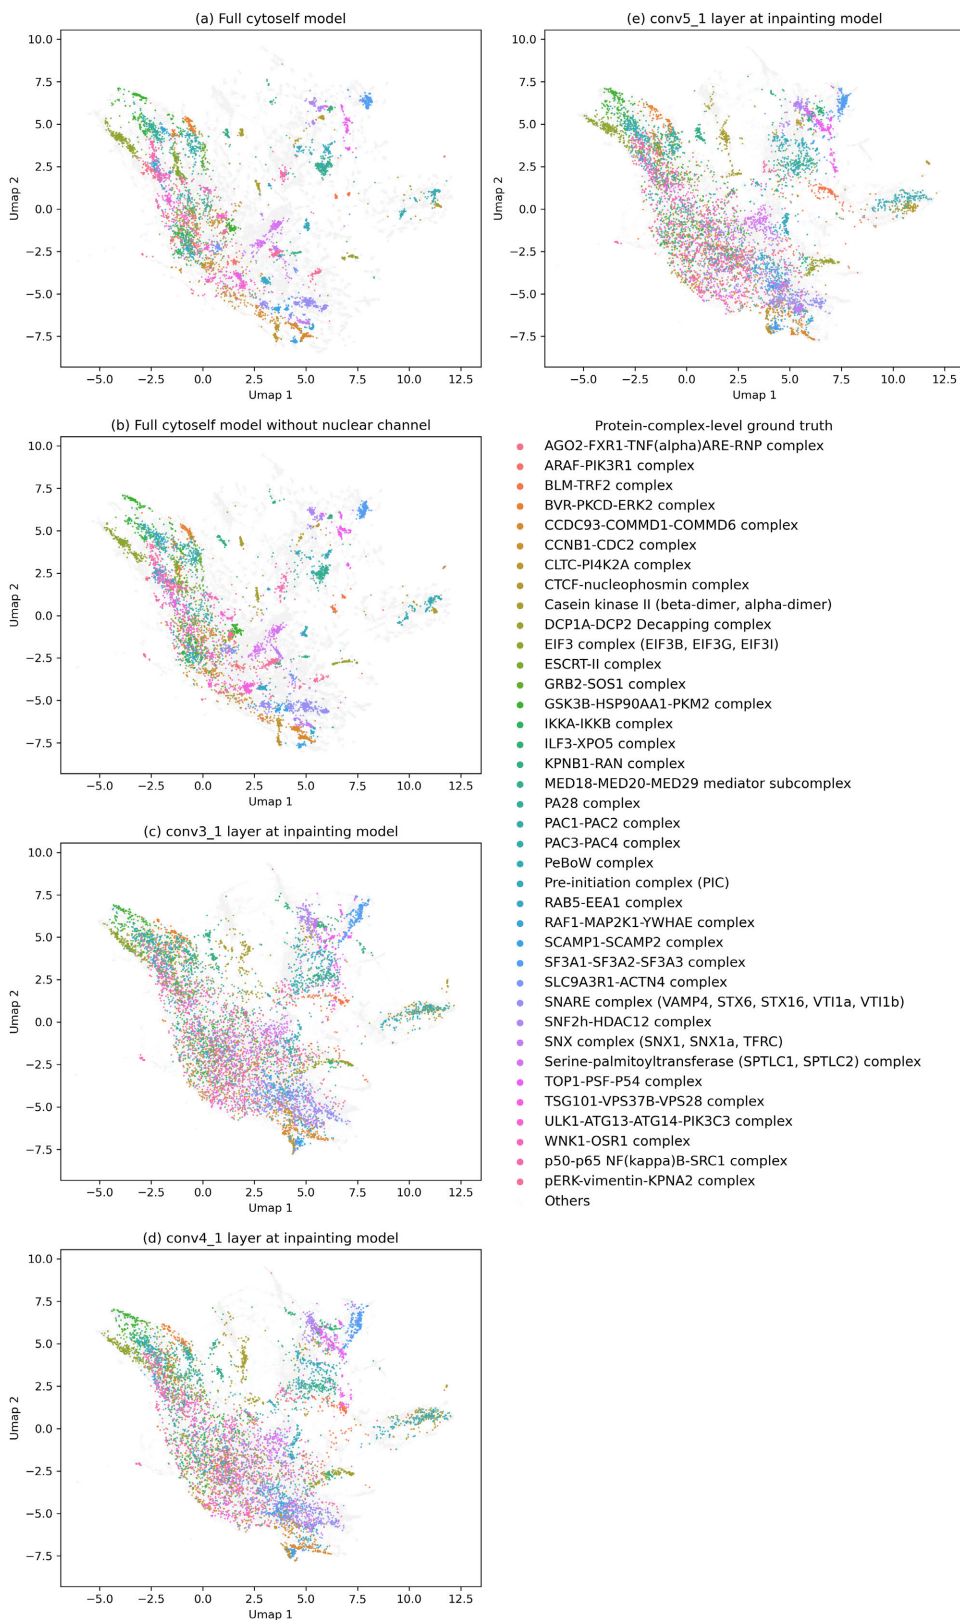 (a) Full cytoself model
10.0
7.5
5.0
2.5
0.0
−2.5
−5.0
−7.5
Umap 2
−5.0 −2.5 0.0 2.5 5.0 7.5 10.0 12.5
Umap 1
(e) conv5_1 layer at inpainting model
10.0
7.5
5.0
2.5
0.0
−2.5
−5.0
−7.5
Umap 2
−5.0 −2.5 0.0 2.5 5.0 7.5 10.0 12.5
Umap 1
(b) Full cytoself model without nuclear channel
10.0
7.5
5.0
2.5
0.0
−2.5
−5.0
−7.5
Umap 2
−5.0 −2.5 0.0 2.5 5.0 7.5 10.0 12.5
Umap 1
Protein-complex-level ground truth
AGO2-FXR1-TNF(alpha)ARE-RNP complex
ARAF-PIK3R1 complex
BLM-TRF2 complex
BVR-PKCD-ERK2 complex
CCDC93-COMMD1-COMMD6 complex
CCNB1-CDC2 complex
CLTC-PI4K2A complex
CTCF-nucleophosmin complex
Casein kinase II (beta-dimer, alpha-dimer)
DCP1A-DCP2 Decapping complex
EIF3 complex (EIF3B, EIF3G, EIF3I)
ESCRT-II complex
GRB2-SOS1 complex
GSK3B-HSP90AA1-PKM2 complex
IKKA-IKKB complex
ILF3-XPO5 complex
KPNB1-RAN complex
MED18-MED20-MED29 mediator subcomplex
PA28 complex
PAC1-PAC2 complex
PAC3-PAC4 complex
PeBoW complex
Pre-initiation complex (PIC)
RAB5-EEA1 complex
RAF1-MAP2K1-YWHAE complex
SCAMP1-SCAMP2 complex
SF3A1-SF3A2-SF3A3 complex
SLC9A3R1-ACTN4 complex
SNARE complex (VAMP4, STX6, STX16, VTI1a, VTI1b)
SNF2h-HDAC12 complex
SNX complex (SNX1, SNX1a, TFRC)
Serine-palmitoyltransferase (SPTLC1, SPTLC2) complex
TOP1-PSF-P54 complex
TSG101-VPS37B-VPS28 complex
ULK1-ATG13-ATG14-PIK3C3 complex
WNK1-OSR1 complex
p50-p65 NF(kappa)B-SRC1 complex
pERK-vimentin-KPNA2 complex
Others
(c) conv3_1 layer at inpainting model
10.0
7.5
5.0
2.5
0.0
−2.5
−5.0
−7.5
Umap 2
−5.0 −2.5 0.0 2.5 5.0 7.5 10.0 12.5
Umap 1
(d) conv4_1 layer at inpainting model
10.0
7.5
5.0
2.5
0.0
−2.5
−5.0
−7.5
Umap 2
−5.0 −2.5 0.0 2.5 5.0 7.5 10.0 12.5
Umap 1